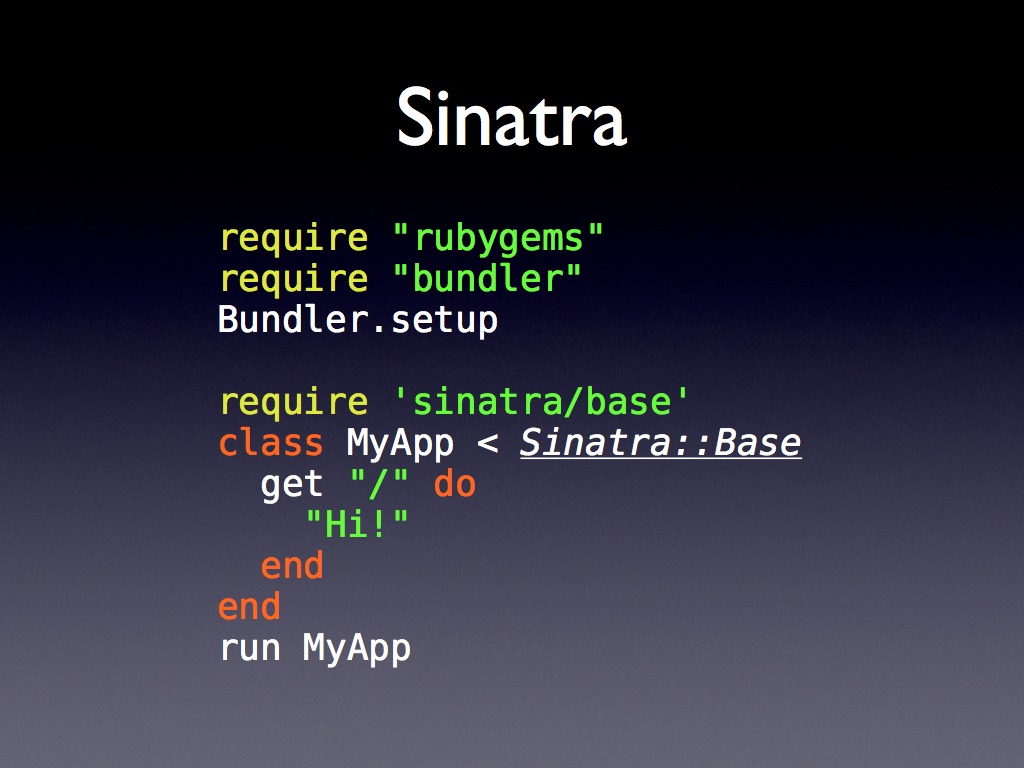 Sinatra
require "rubygems"
require "bundler"
Bundler.setup
require 'sinatra/base'
class MyApp < Sinatra::Base
  get "/" do
    "Hi!"
  end
end
run MyApp